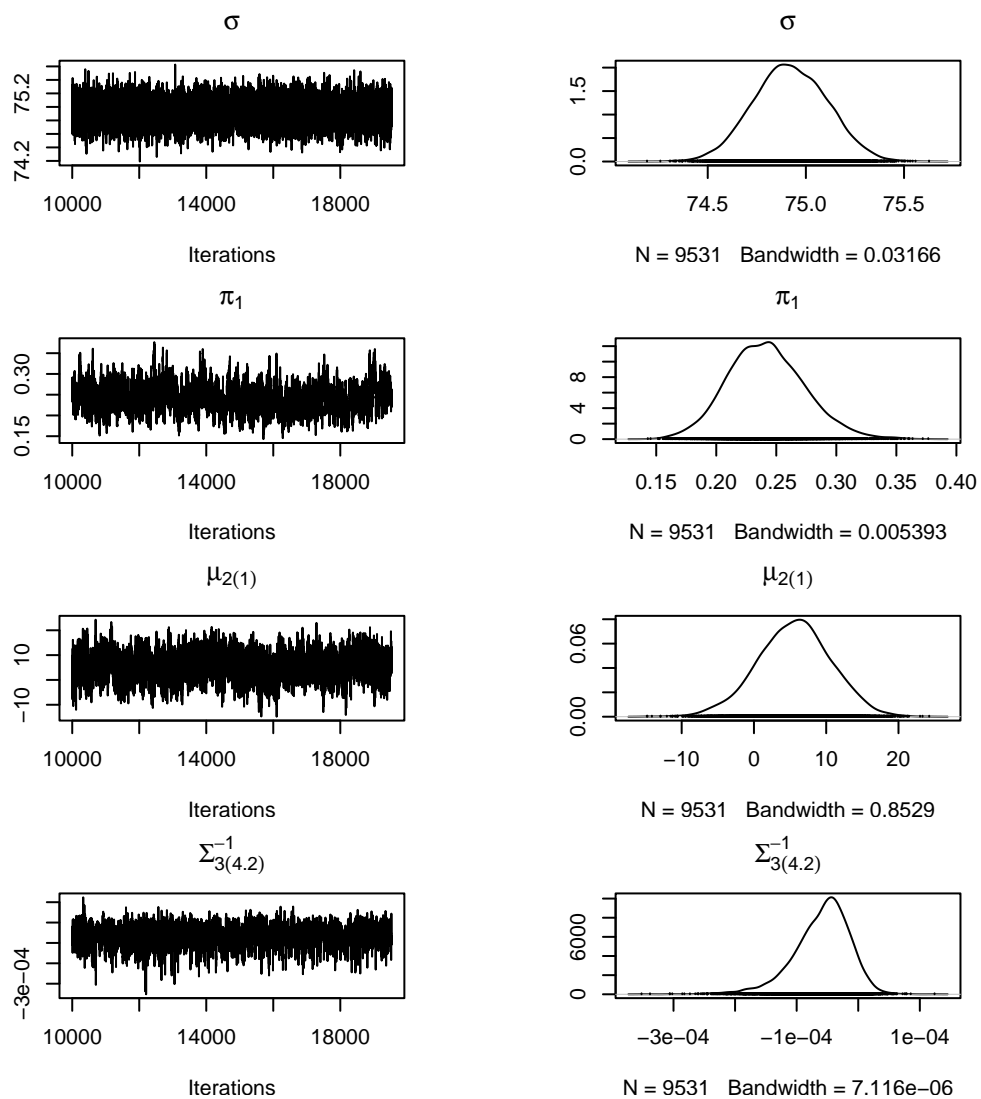 σ σ
75.2
74.2
10000 14000 18000
Iterations
1.5
0.0
74.5 75.0 75.5
N = 9531 Bandwidth = 0.03166
π1 π1
0.30
0.15
10000 14000 18000
Iterations
8
4
0
0.15 0.20 0.25 0.30 0.35 0.40
N = 9531 Bandwidth = 0.005393
μ2(1) μ2(1)
10
−10
10000 14000 18000
Iterations
0.06
0.00
−10 0 10 20
N = 9531 Bandwidth = 0.8529
Σ−1 3(4.2) Σ−1 3(4.2)
−3e−04
10000 14000 18000
Iterations
6000
0
−3e−04 −1e−04 1e−04
N = 9531 Bandwidth = 7.116e−06